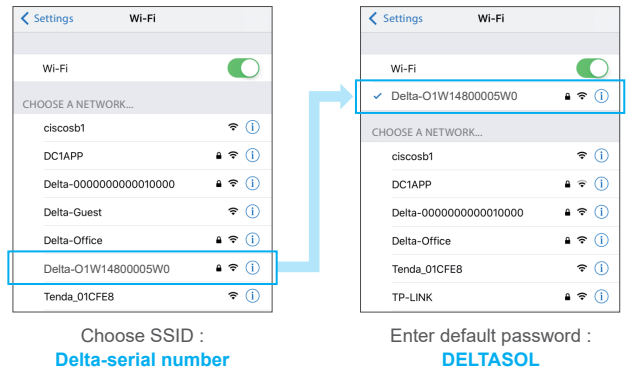 Settings Wi-Fi
Wi-Fi
CHOOSE A NETWORK...
ciscosb1
DC1APP
Delta-0000000000010000
Delta-Guest
Delta-Office
Delta-O1W14800005W0
Tenda_01CFE8
Choose SSID :
Delta-serial number
Settings Wi-Fi
Wi-Fi
Delta-O1W14800005W0
CHOOSE A NETWORK...
ciscosb1
DC1APP
Delta-0000000000010000
Delta-Office
Tenda_01CFE8
TP-LINK
Enter default password :
DELTASOL